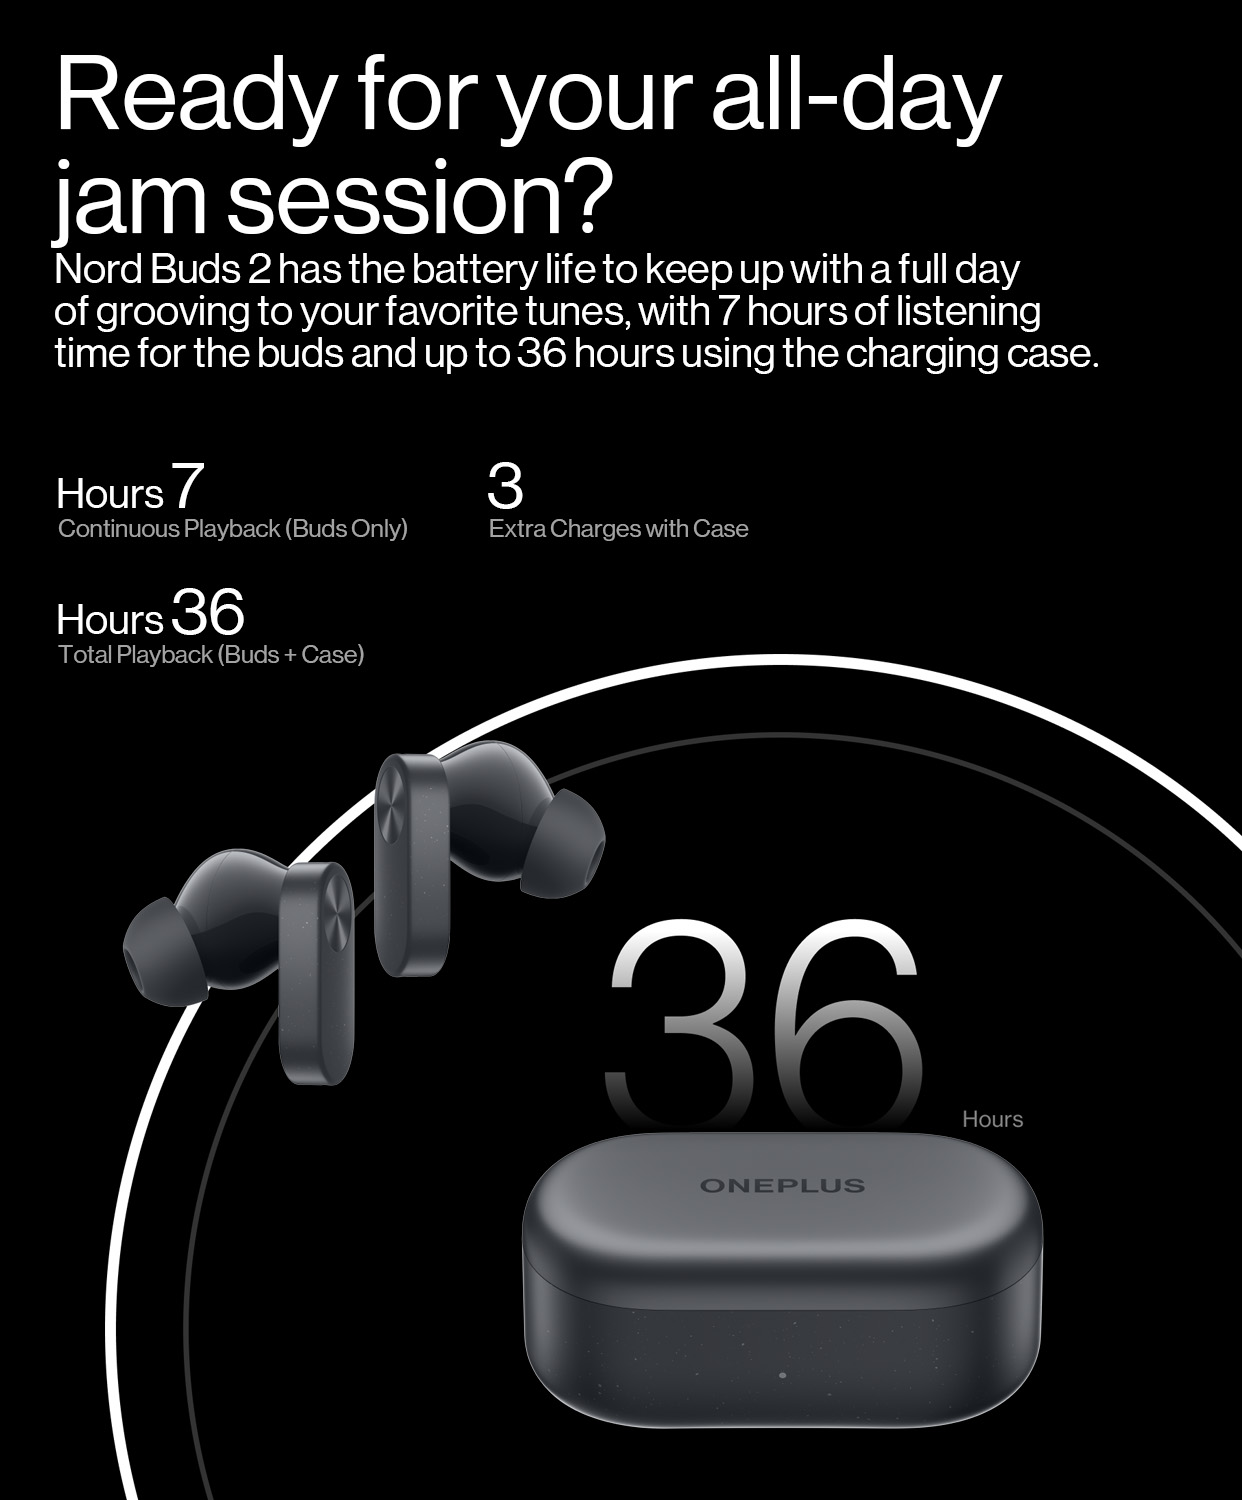 Ready for your all-day
jam session?
Nord Buds 2 has the battery life to keep up with a full day
of grooving to your favorite tunes, with 7 hours of listening
time for the buds and up to 36 hours using the charging case.
Hours 7
Continuous Playback (Buds Only)
3
Extra Charges with Case
Hours 36
Total Playback (Buds + Case)
36 Hours
ONEPLUS